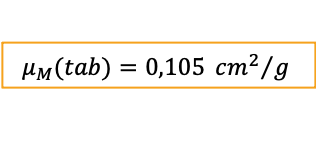 μ_M(tab) = 0,105 cm²/g